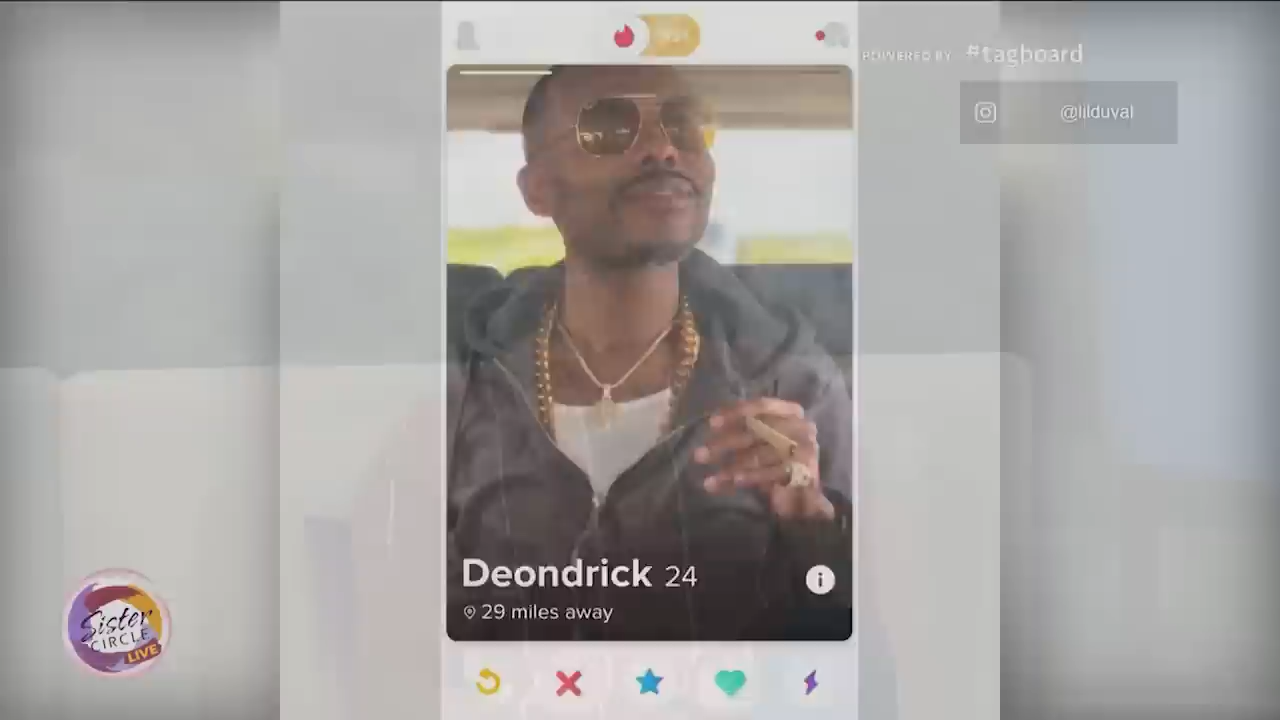 POWERED BY #tagboard
@lilduval
Deondrick 24
29 miles away
Sister
CIRCLE
LIVE